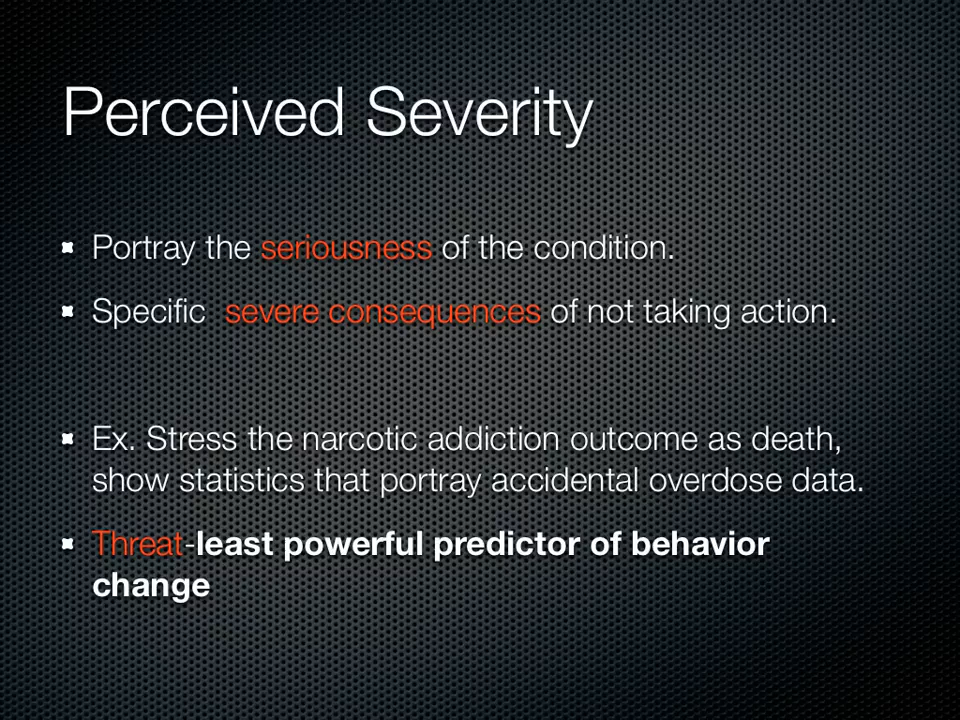 Perceived Severity
Portray the seriousness of the condition.
Specific  severe consequences of not taking action.
Ex. Stress the narcotic addiction outcome as death,
show statistics that portray accidental overdose data.
Threat-least powerful predictor of behavior
change